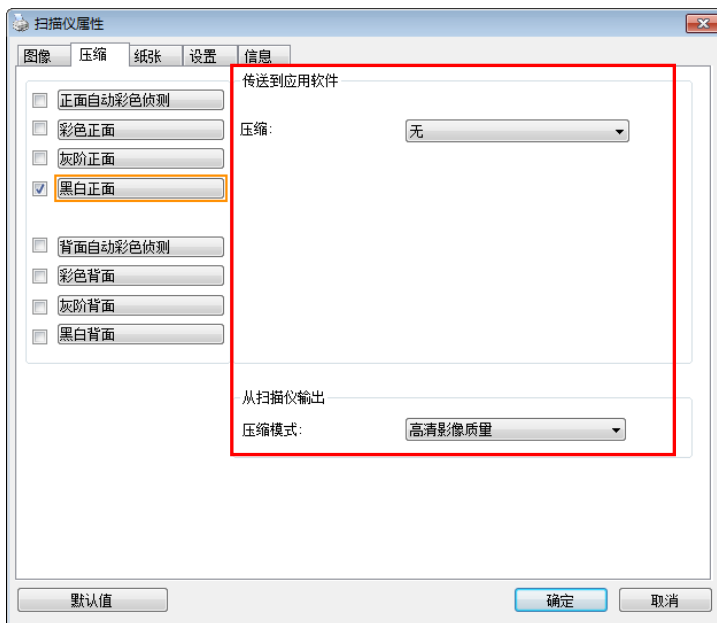 扫描仪属性
图像 压缩 纸张 设置 信息
正面自动彩色侦测
彩色正面
灰阶正面
黑白正面
背面自动彩色侦测
彩色背面
灰阶背面
黑白背面
传送到应用软件
压缩: 无
从扫描仪输出
压缩模式: 高清影像质量
默认值 确定 取消